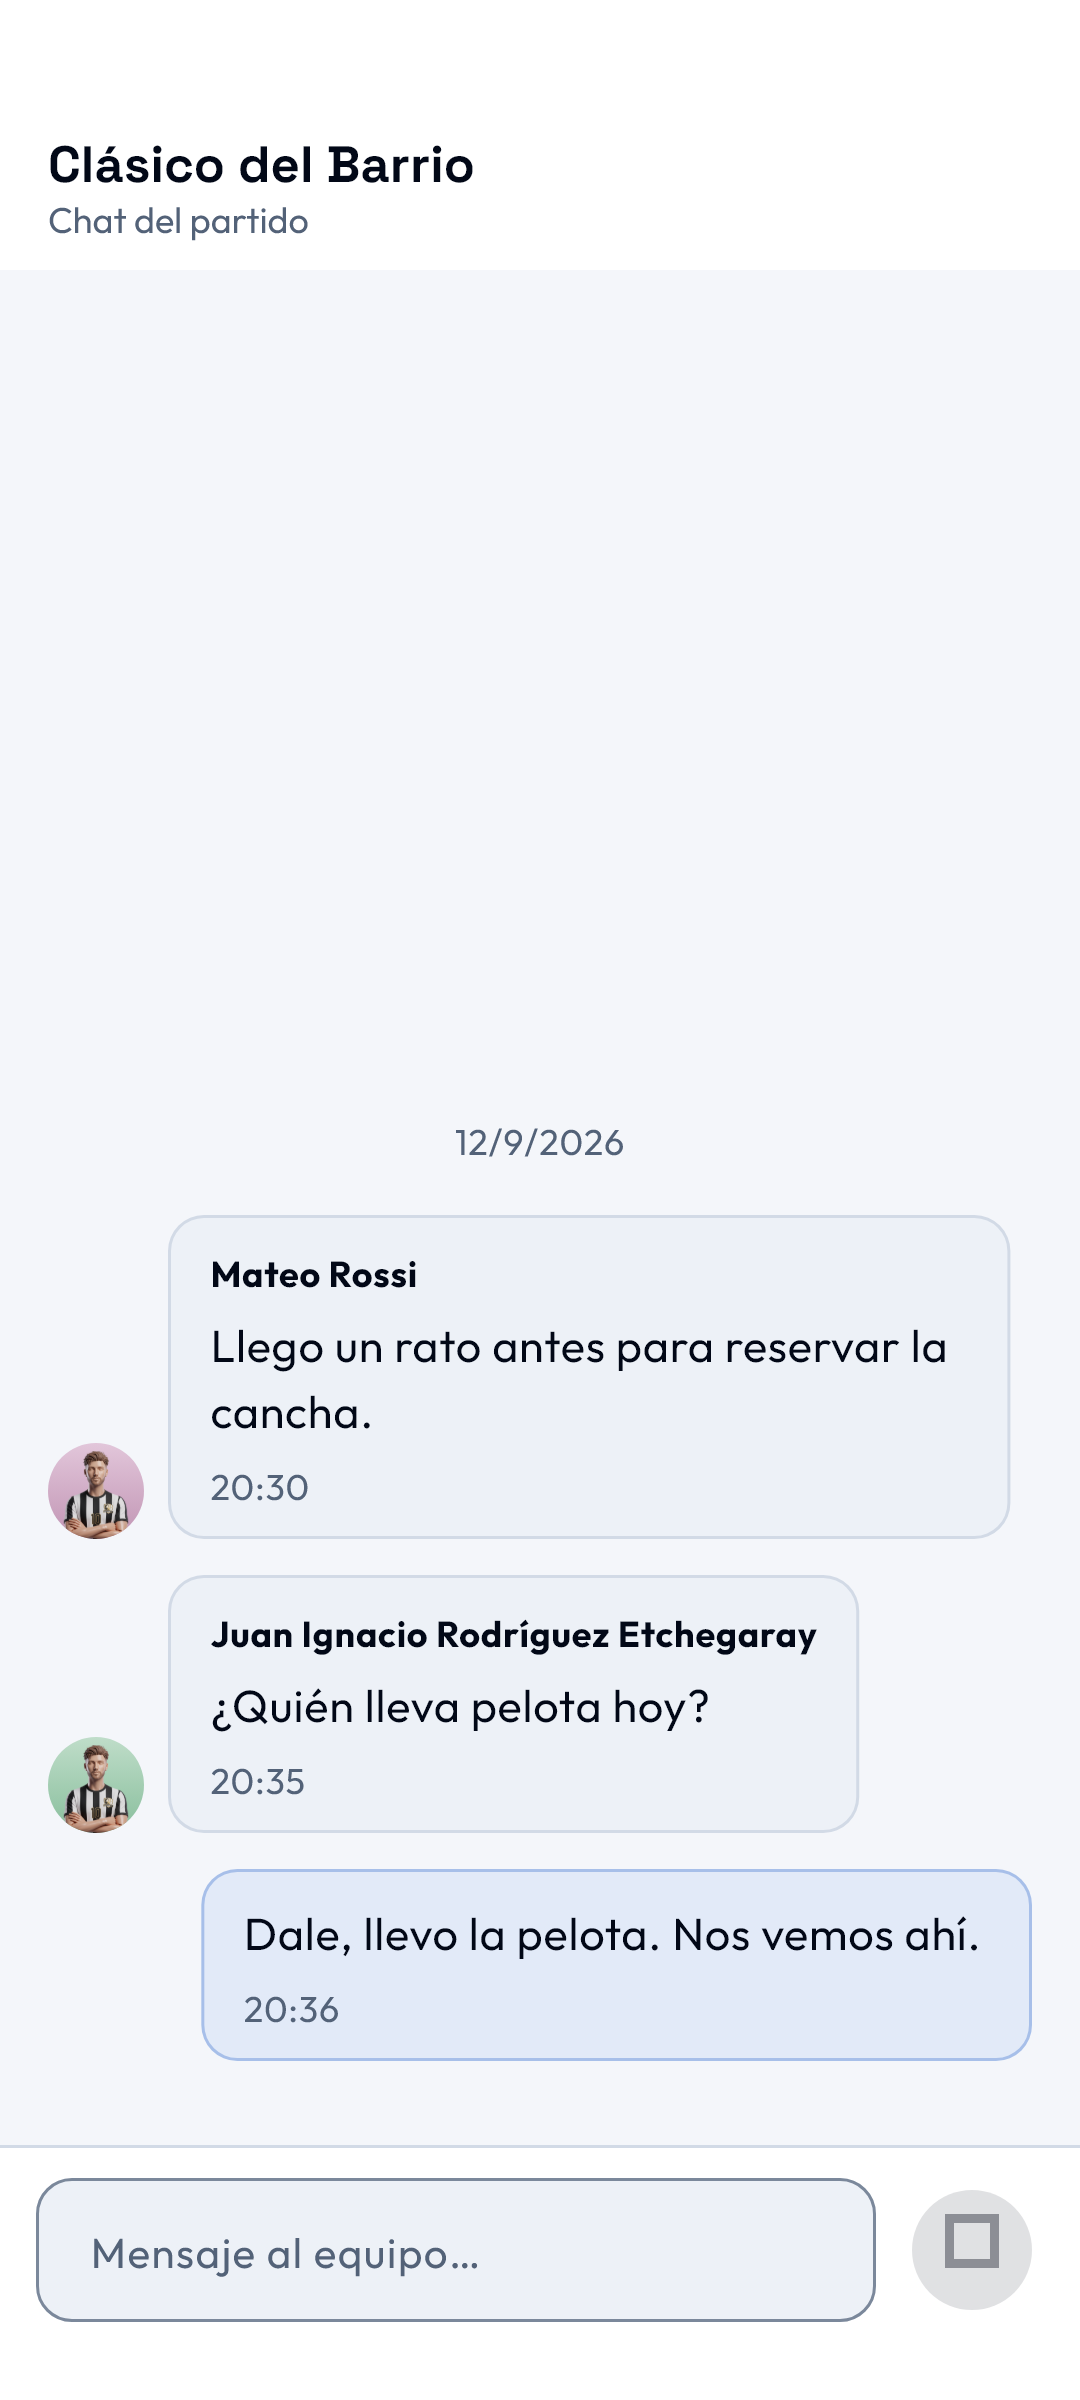 Clásico del Barrio
Chat del partido
12/9/2026
Mateo Rossi
Llego un rato antes para reservar la
cancha.
20:30
Juan Ignacio Rodríguez Etchegaray
¿Quién lleva pelota hoy?
20:35
Dale, llevo la pelota. Nos vemos ahí.
20:36
Mensaje al equipo…